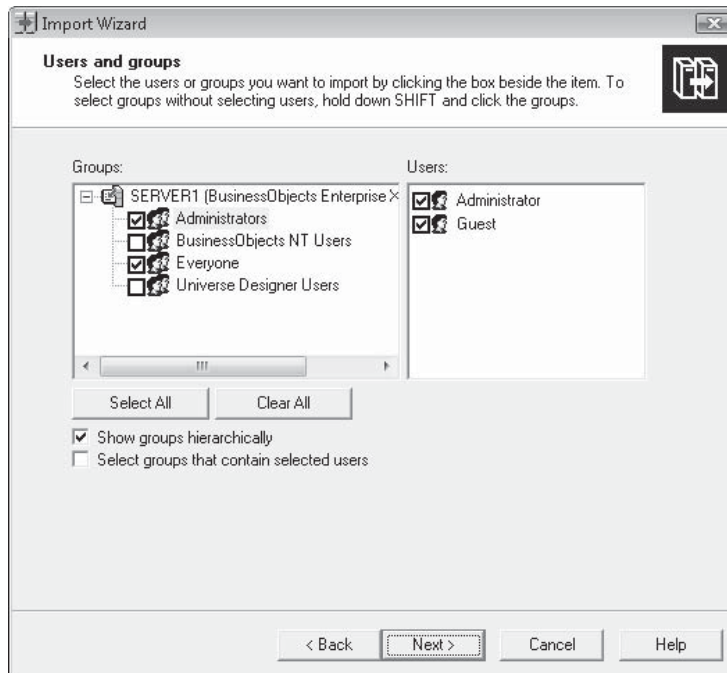 Import Wizard
Users and groups
Select the users or groups you want to import by clicking the box beside the item. To
select groups without selecting users, hold down SHIFT and click the groups.
Groups:
SERVER1 (BusinessObjects Enterprise X
Administrators
BusinessObjects NT Users
Everyone
Universe Designer Users
Users:
Administrator
Guest
Select All
Clear All
Show groups hierarchically
Select groups that contain selected users
< Back
Next >
Cancel
Help